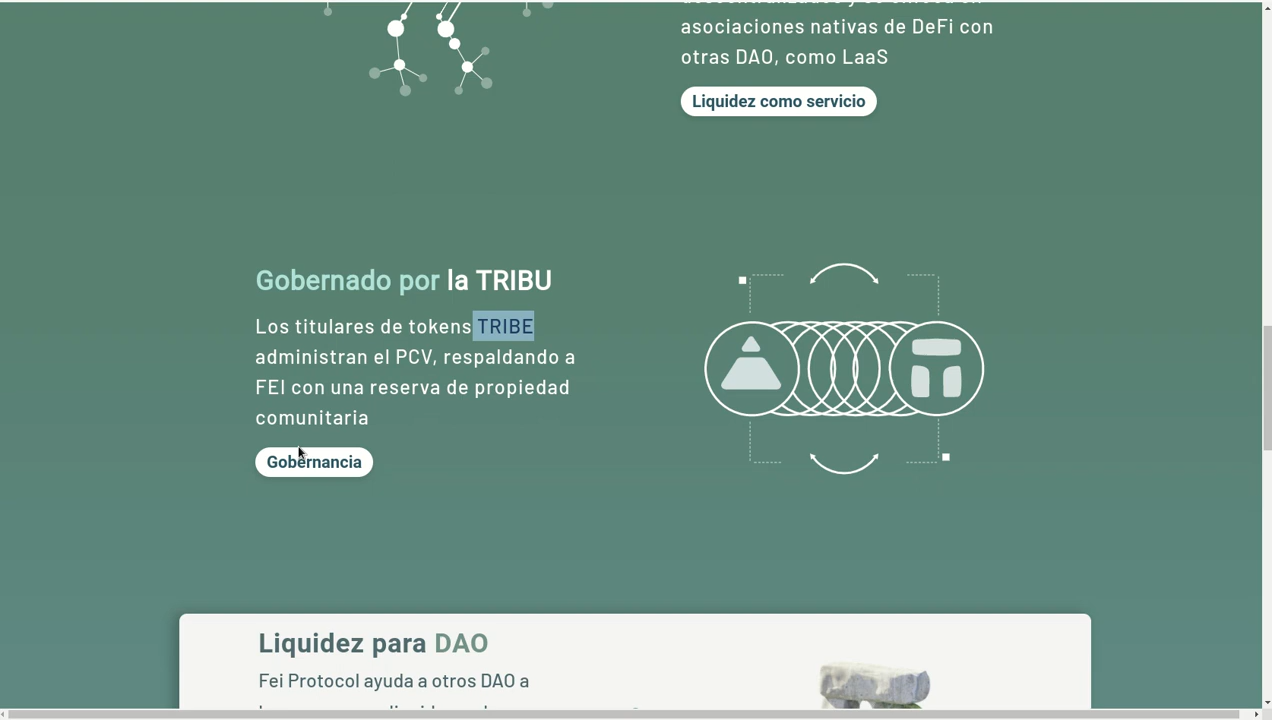 asociaciones nativas de DeFi con
otras DAO, como LaaS
Liquidez como servicio
Gobernado por la TRIBU
Los titulares de tokens TRIBE
administran el PCV, respaldando a
FEI con una reserva de propiedad
comunitaria
Gobernancia
Liquidez para DAO
Fei Protocol ayuda a otros DAO a